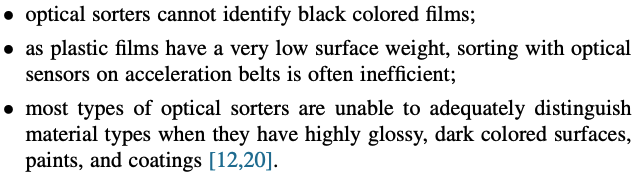 • optical sorters cannot identify black colored films;
• as plastic films have a very low surface weight, sorting with optical
sensors on acceleration belts is often inefficient;
• most types of optical sorters are unable to adequately distinguish
material types when they have highly glossy, dark colored surfaces,
paints, and coatings [12,20].